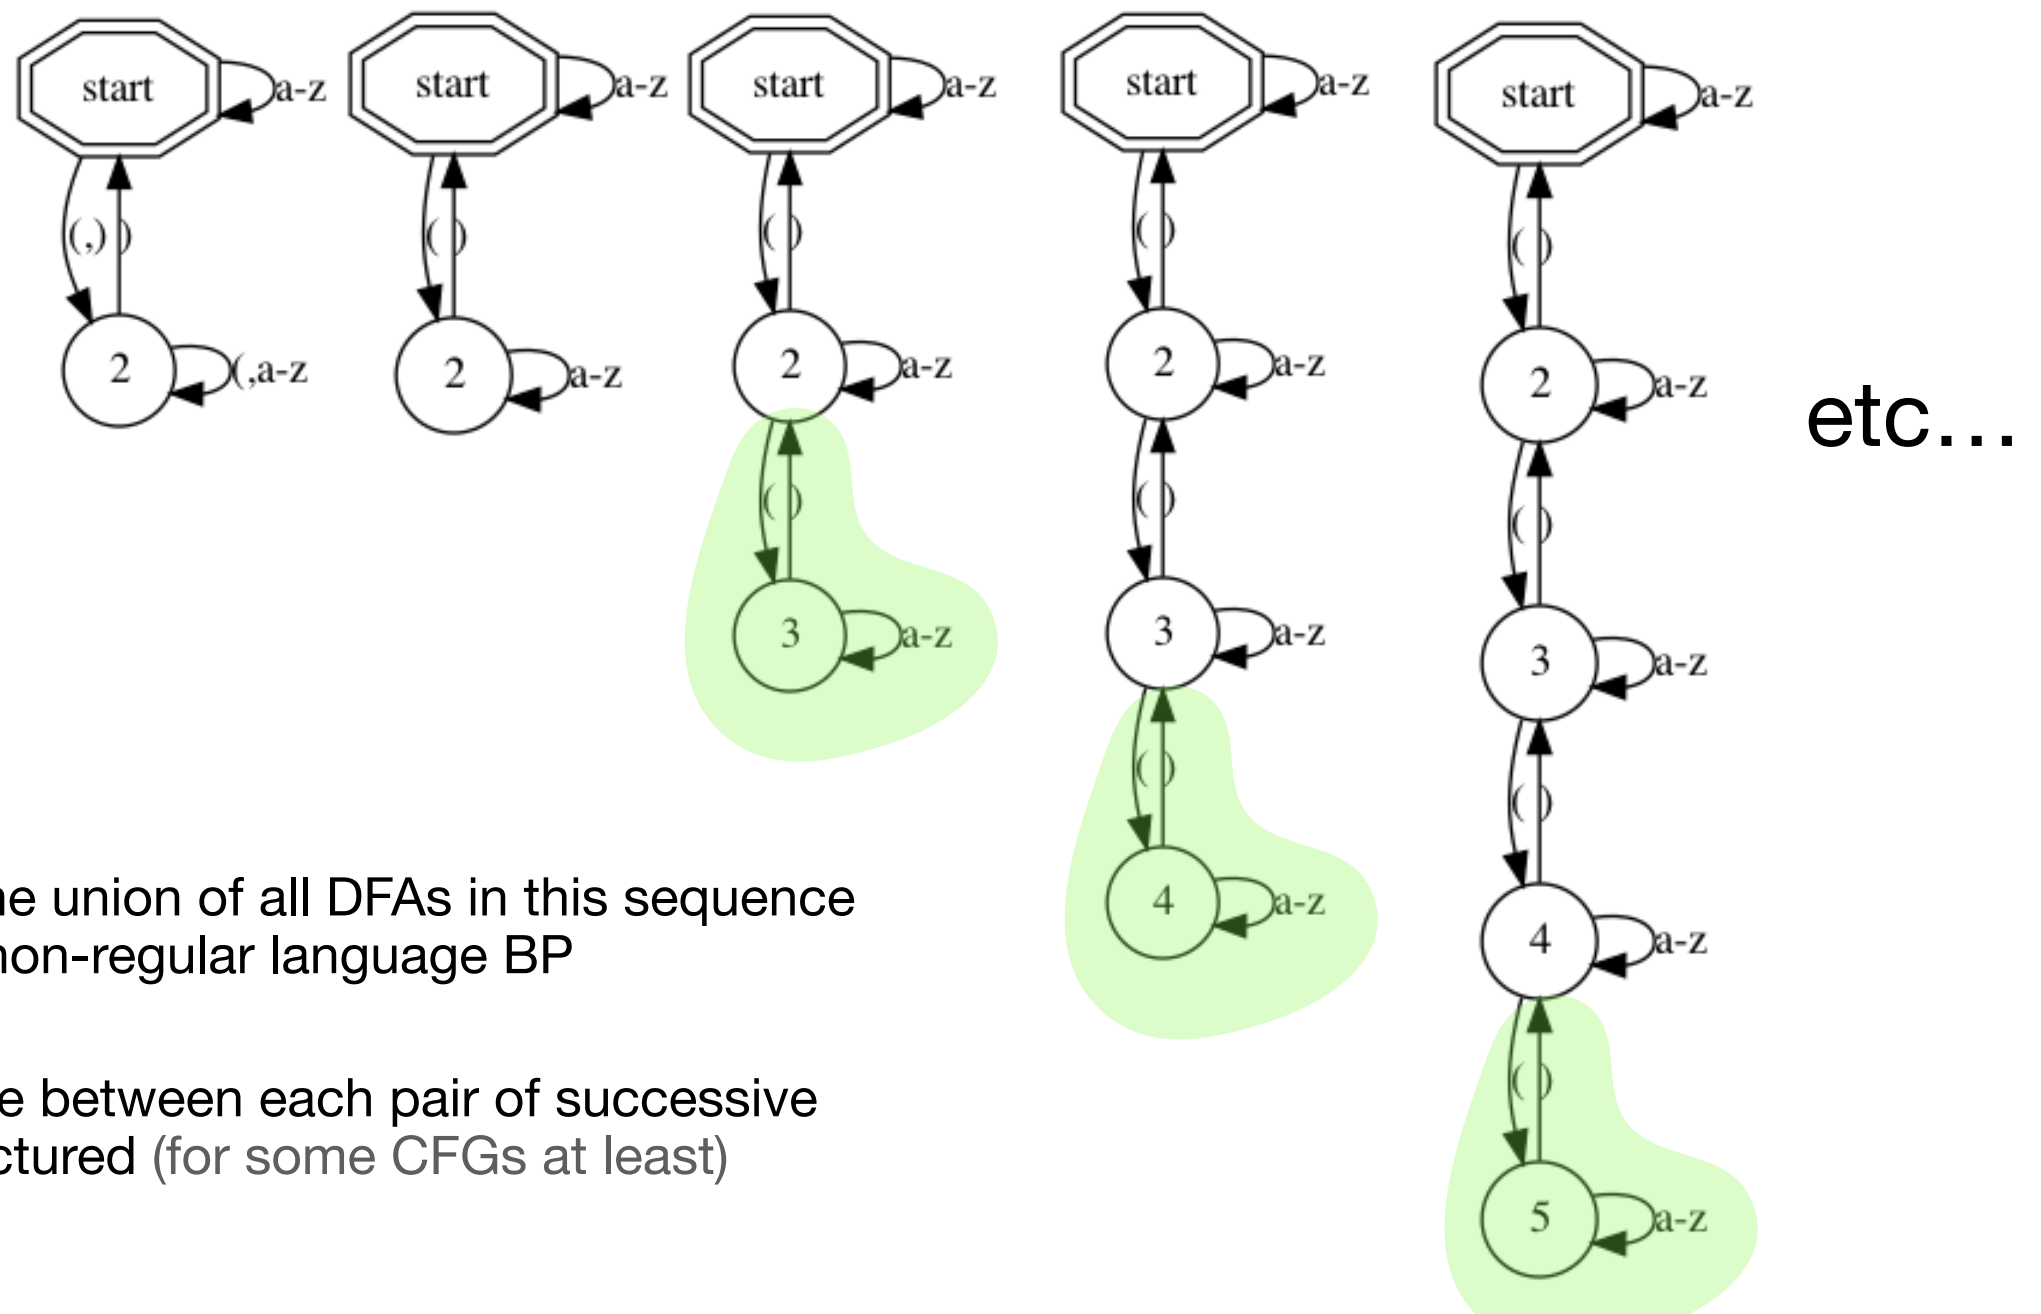 start
a-z
start
a-z
start
a-z
start
a-z
start
a-z
(,) )
( )
( )
( )
( )
2
(,a-z
2
a-z
2
a-z
2
a-z
2
a-z
etc...
( )
( )
( )
3
a-z
3
a-z
3
a-z
( )
( )
4
a-z
4
a-z
( )
5
a-z
ne union of all DFAs in this sequence
non-regular language BP
e between each pair of successive
ctured (for some CFGs at least)